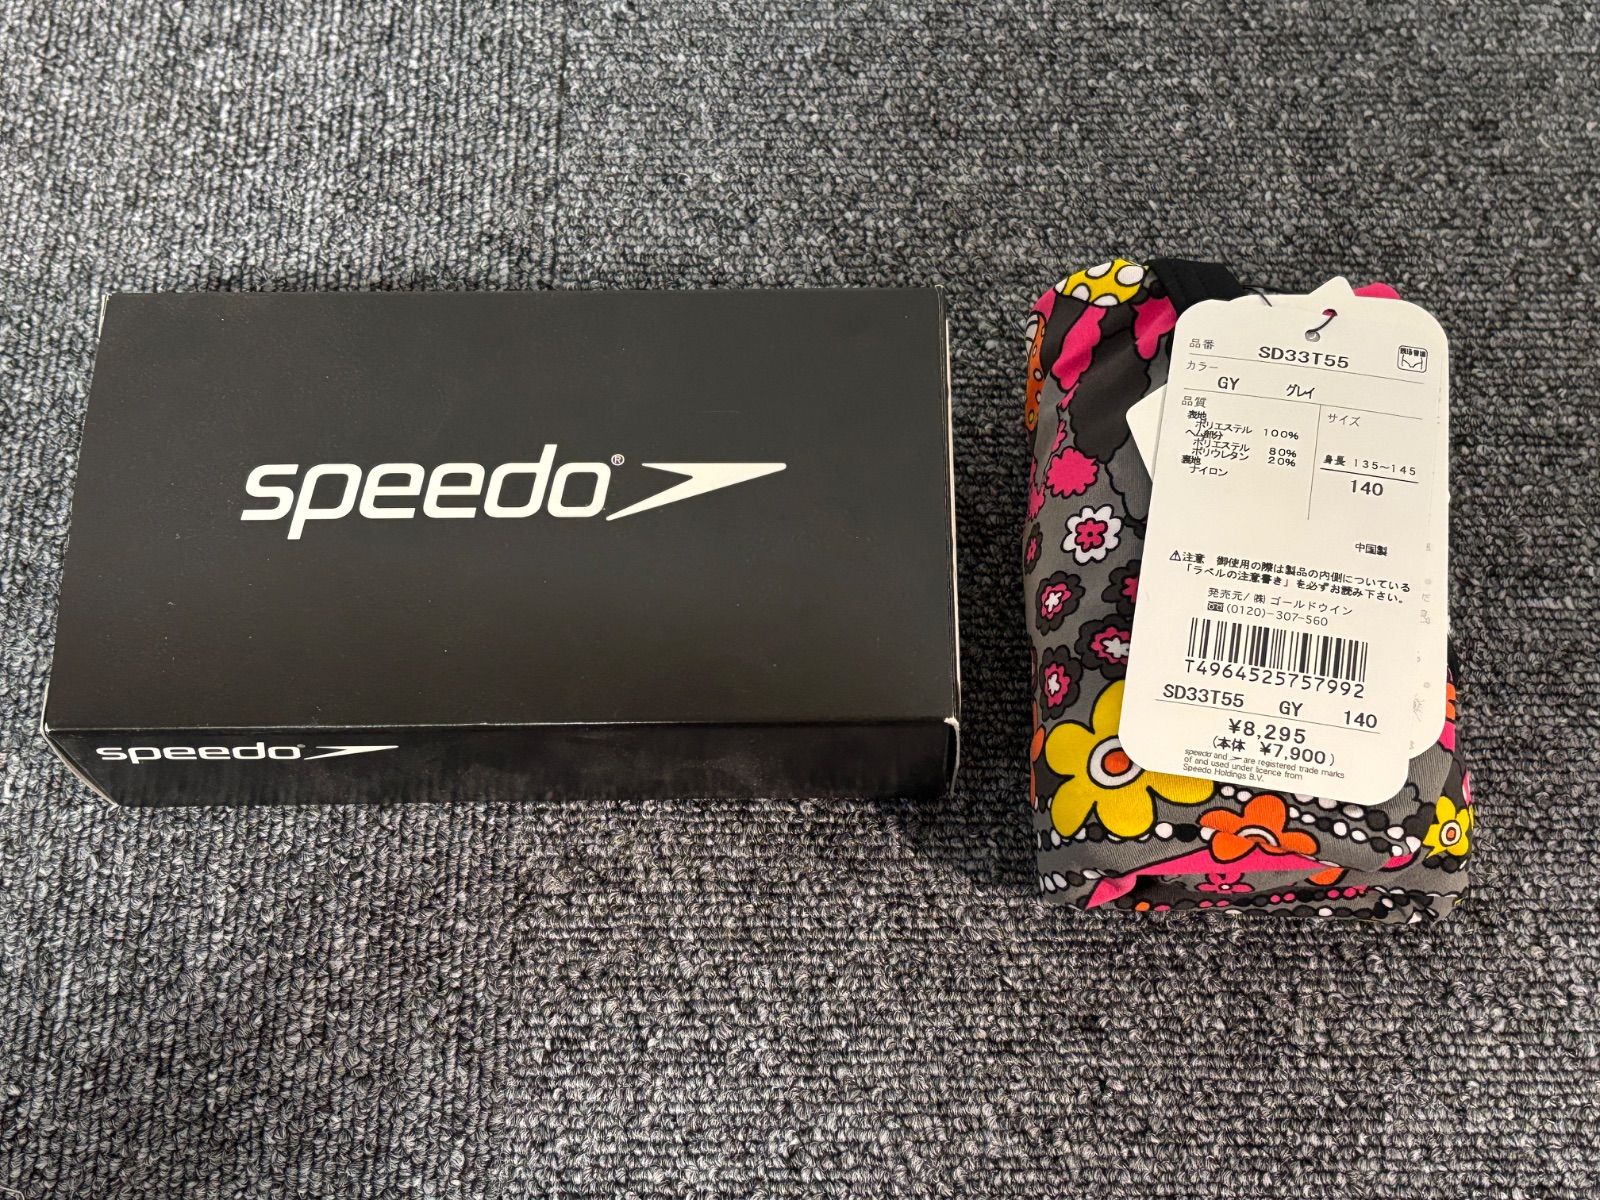 speedo®
speedo
品番 SD33T55
カラー
GY グレイ
品質
表地
ポリエステル 100%
ヘム部分
ポリエステル 80%
ポリウレタン 20%
裏地
ナイロン
サイズ
身長 135~145
140
中国製
⚠注意 御使用の際は製品の内側についている
「ラベルの注意書き」を必ずお読み下さい。
発売元/㈱ ゴールドウイン
(0120)-307-560
T4964525757992
SD33T55 GY 140
¥8,295
(本体 ¥7,900)
speedo and are registered trade marks
of and used under licence from
Speedo Holdings B.V.